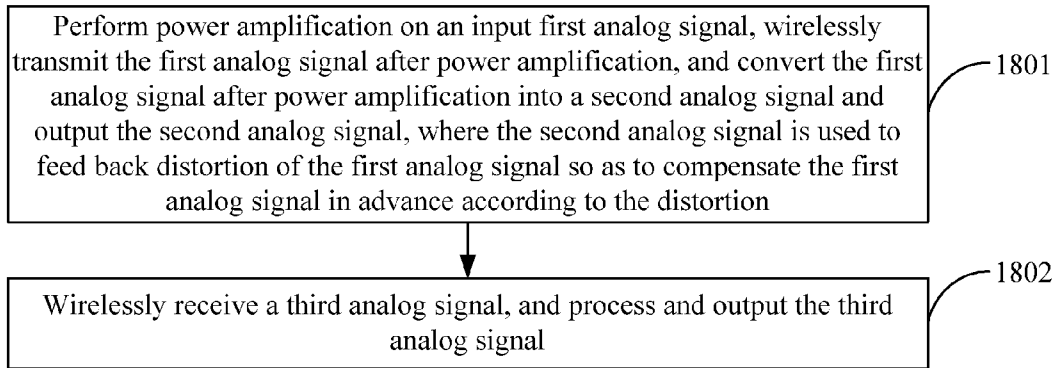 Perform power amplification on an input first analog signal, wirelessly
transmit the first analog signal after power amplification, and convert the first
analog signal after power amplification into a second analog signal and
output the second analog signal, where the second analog signal is used to
feed back distortion of the first analog signal so as to compensate the first
analog signal in advance according to the distortion
1801
Wirelessly receive a third analog signal, and process and output the third
analog signal
1802